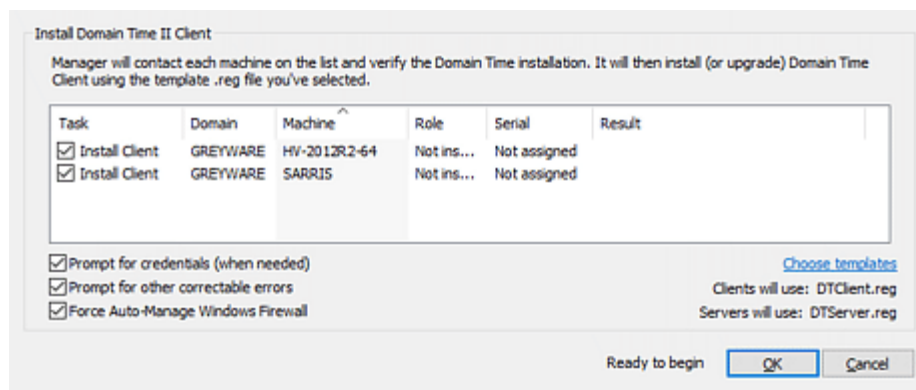 Install Domain Time II Client
Manager will contact each machine on the list and verify the Domain Time installation. It will then install (or upgrade) Domain Time
Client using the template .reg file you've selected.
Task Domain Machine Role Serial Result
Install Client GREYWARE HV-2012R2-64 Not ins... Not assigned
Install Client GREYWARE SARRIS Not ins... Not assigned
Prompt for credentials (when needed) Choose templates
Prompt for other correctable errors Clients will use: DTClient.reg
Force Auto-Manage Windows Firewall Servers will use: DTServer.reg
Ready to begin OK Cancel